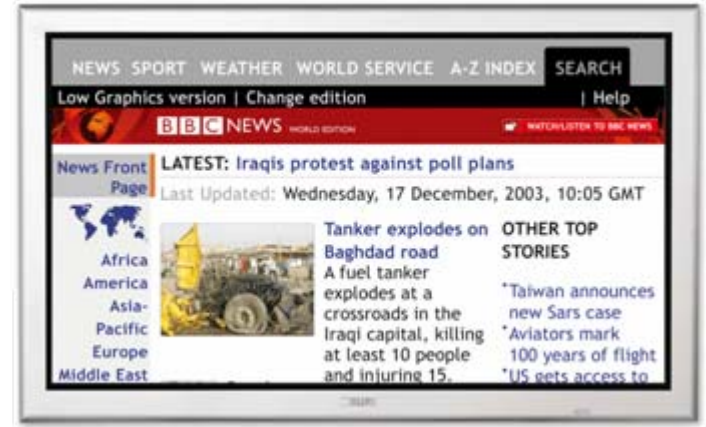 NEWS SPORT WEATHER WORLD SERVICE A-Z INDEX SEARCH
Low Graphics version | Change edition | Help
BBC NEWS WORLD EDITION WATCH/LISTEN TO BBC NEWS
News Front
Page
Africa
America
Asia-
Pacific
Europe
Middle East
LATEST: Iraqis protest against poll plans
Last Updated: Wednesday, 17 December, 2003, 10:05 GMT
Tanker explodes on
Baghdad road
A fuel tanker
explodes at a
crossroads in the
Iraqi capital, killing
at least 10 people
and injuring 15.
OTHER TOP
STORIES
*Taiwan announces
new Sars case
*Aviators mark
100 years of flight
*US gets access to